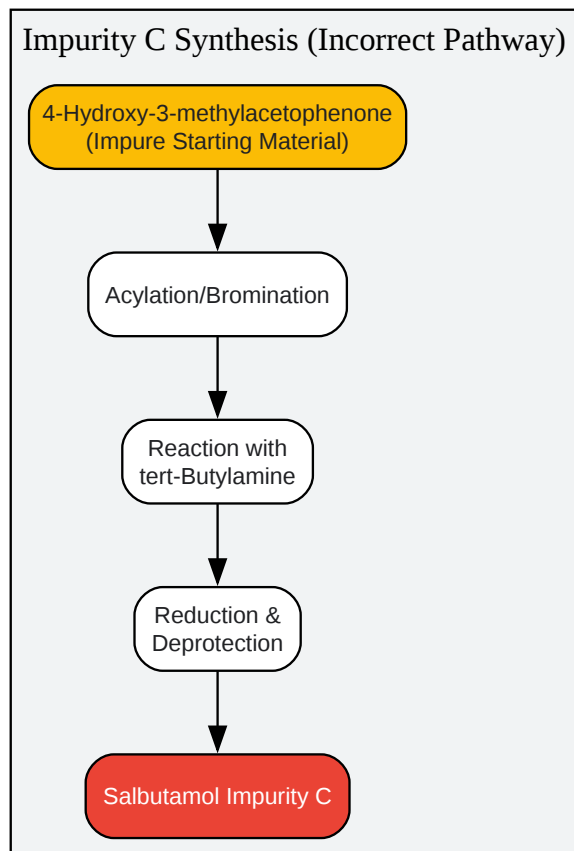 Impurity C Synthesis (Incorrect Pathway)
4-Hydroxy-3-methylacetophenone
(Impure Starting Material)
Acylation/Bromination
Reaction with
tert-Butylamine
Reduction &
Deprotection
Salbutamol Impurity C